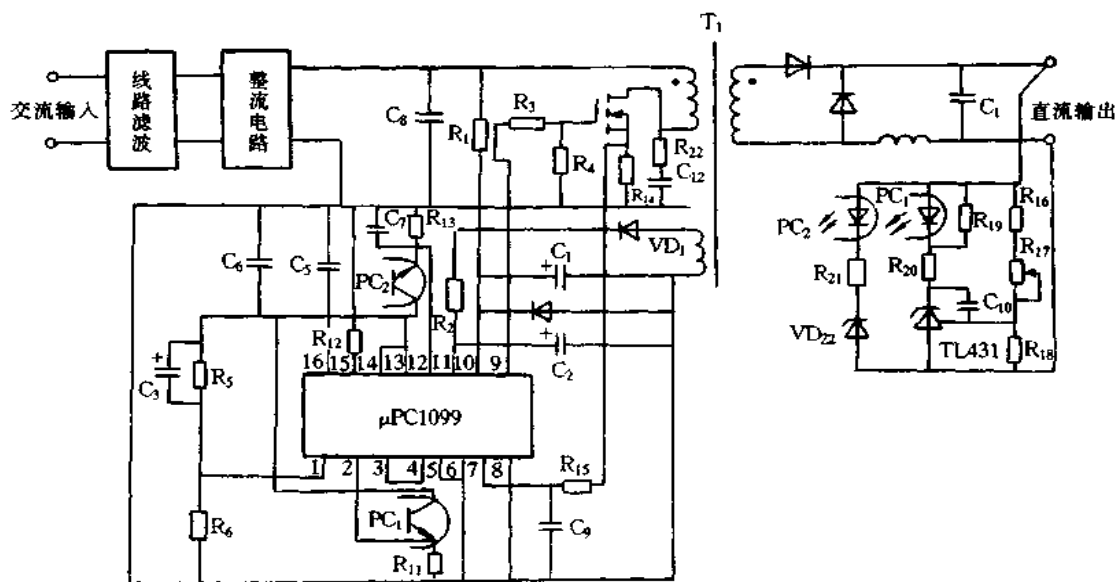 T₁
交流输入
线路滤波
整流电路
C₈
R₁
R₃
R₄
R₂₂
C₁₂
R₁₄
C₁
直流输出
C₆
C₅
C₇
R₁₃
PC₂
R₂
VD₁
C₁
C₂
PC₂
PC₁
R₁₉
R₁₆
R₁₇
R₂₁
R₂₀
C₁₀
VD₂₂
TL431
R₁₈
C₃
R₅
R₁₂
16 15 14 13 12 11 10 9
μPC1099
1 2 3 4 5 6 7 8
R₆
PC₁
R₁₁
C₉
R₁₅